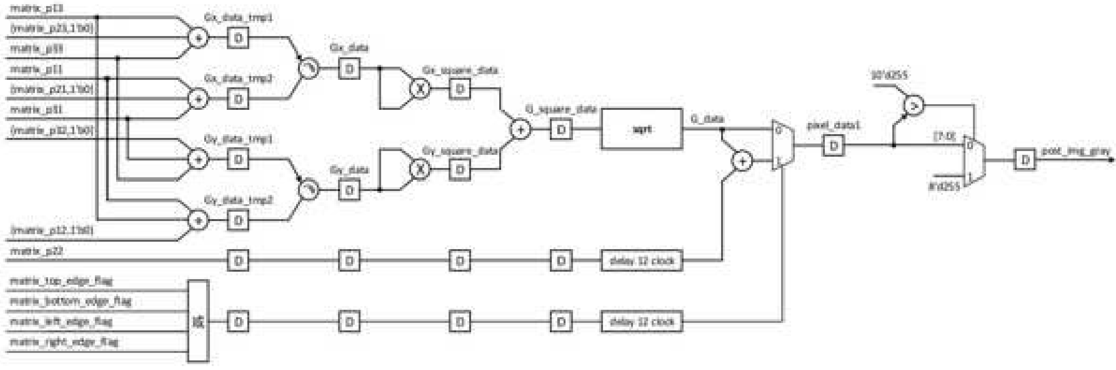 matrix_p13
{matrix_p23,1'b0}
matrix_p33
matrix_p11
{matrix_p21,1'b0}
matrix_p31
{matrix_p32,1'b0}
{matrix_p12,1'b0}
matrix_p22
matrix_top_edge_flag
matrix_bottom_edge_flag
matrix_left_edge_flag
matrix_right_edge_flag
或
+
+
+
+
Gx_data_tmp1
D
Gx_data_tmp2
D
Gy_data_tmp1
D
Gy_data_tmp2
D
D
D
Gx_data
D
Gy_data
D
D
D
X
X
Gx_square_data
D
Gy_square_data
D
D
D
+
G_square_data
D
D
D
sqrt
delay 12 clock
delay 12 clock
G_data
+
0
1
pixel_data1
D
10'd255
>
[7:0]
8'd255
0
1
D
post_img_gray